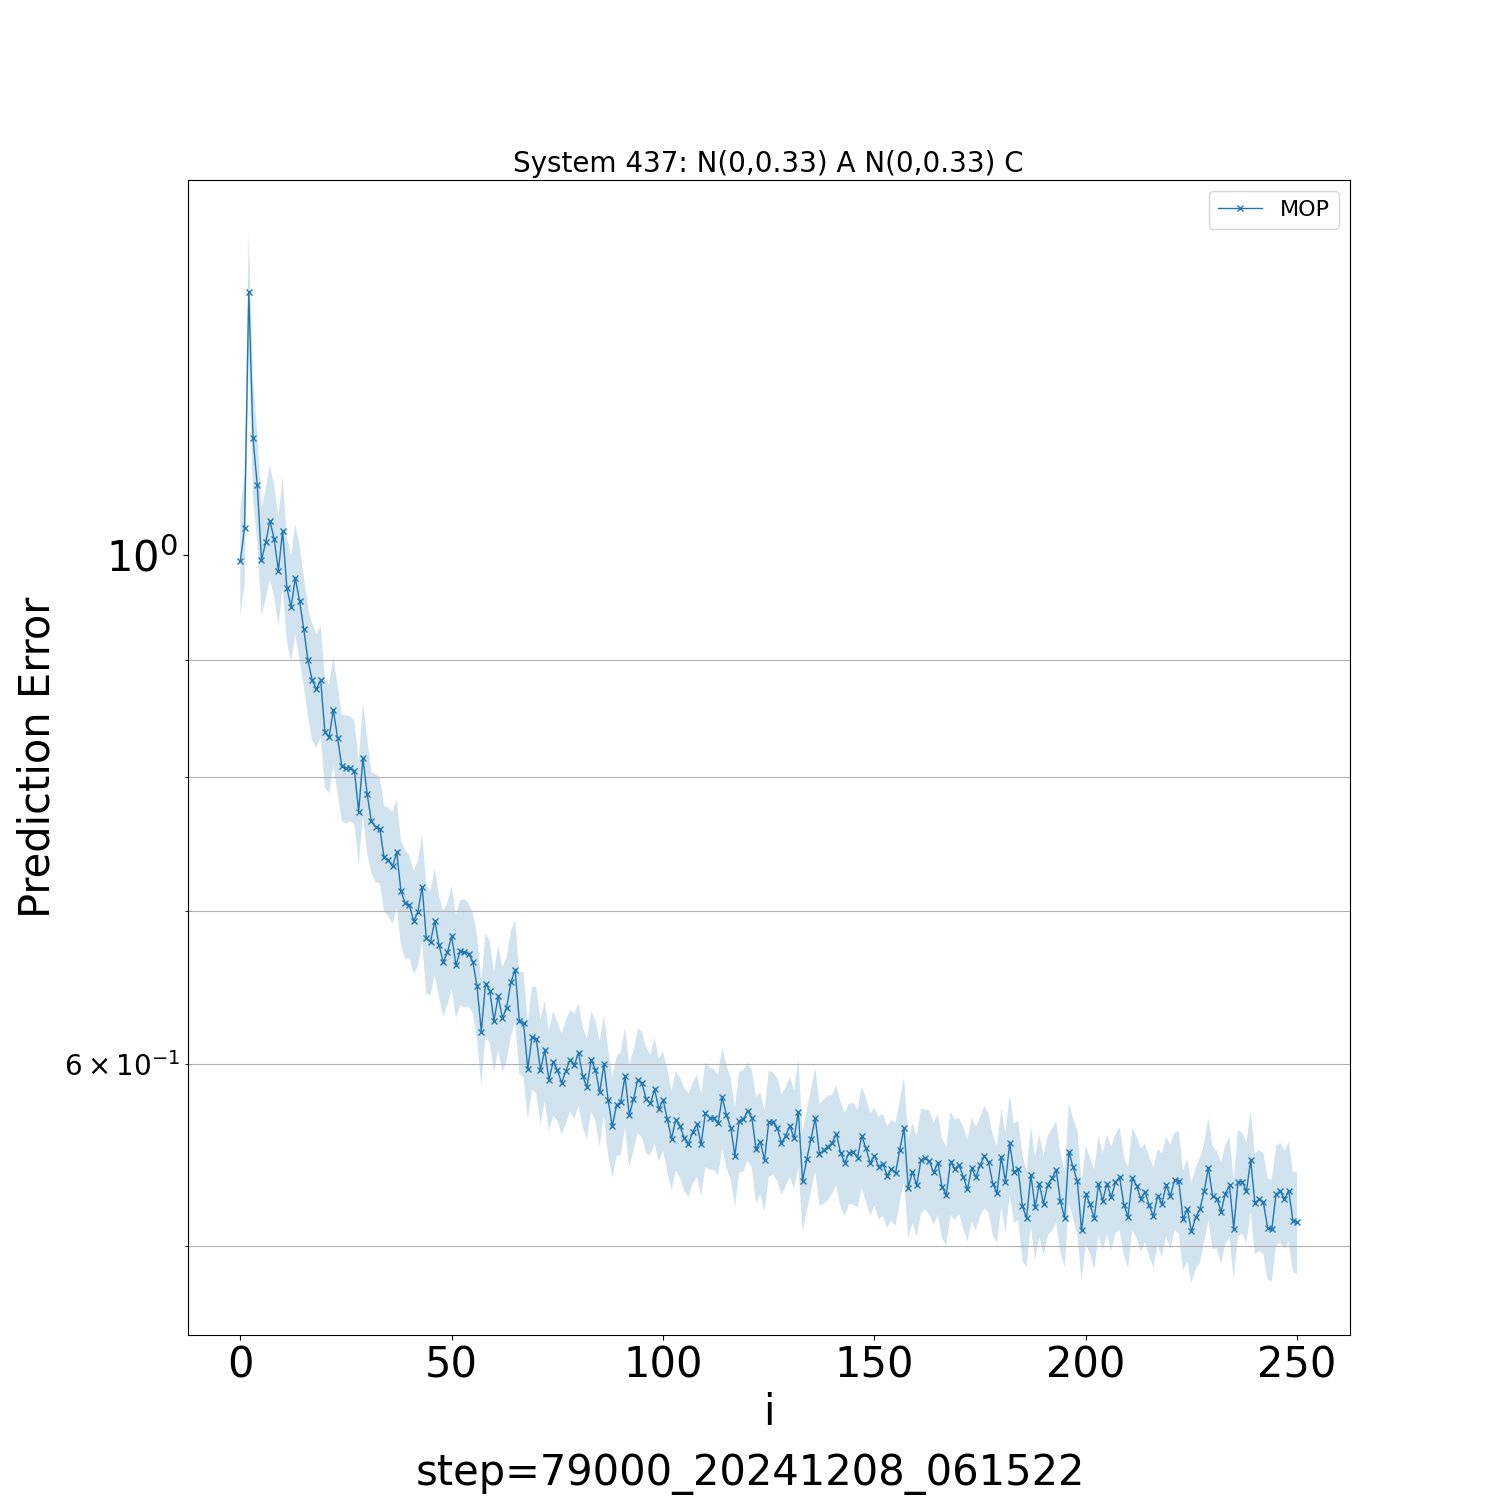 System 437: N(0,0.33) A N(0,0.33) C
MOP
10⁰
6 × 10⁻¹
Prediction Error
0 50 100 150 200 250
i
step=79000_20241208_061522